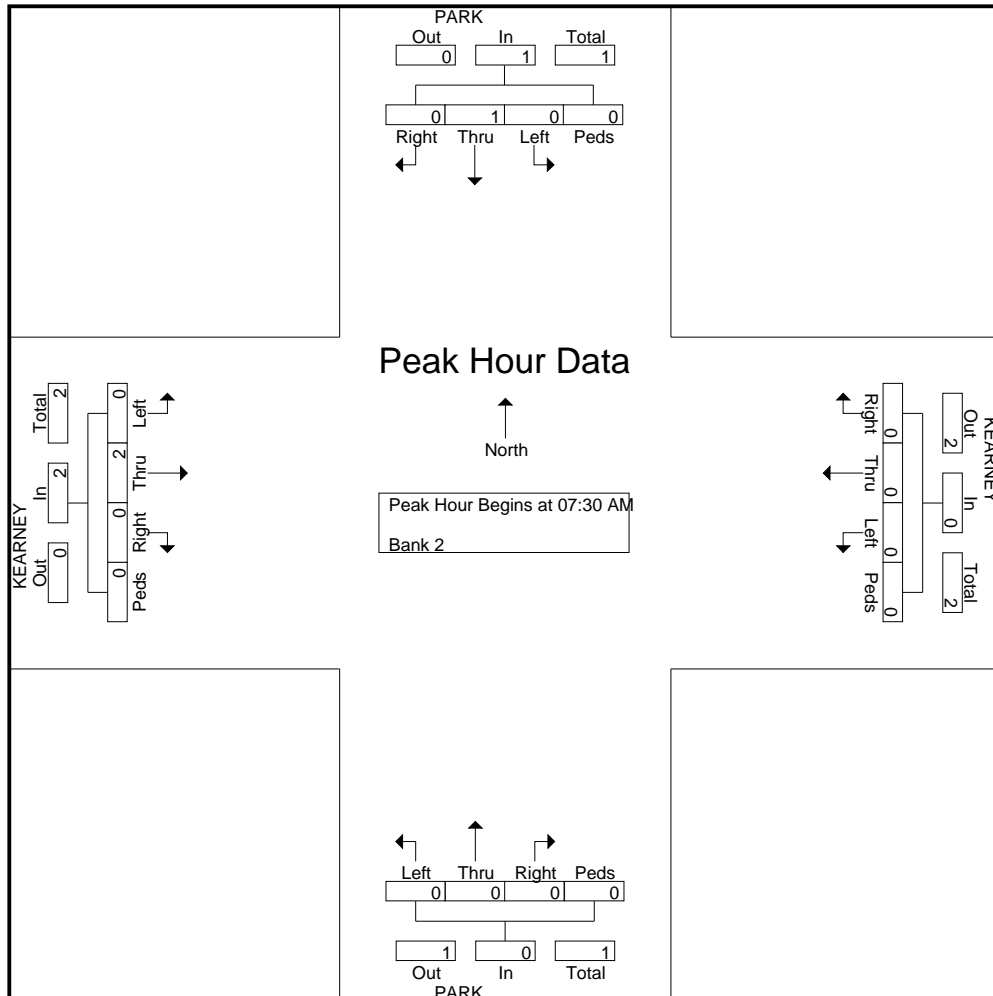 PARK
Out In Total
0 1 1
0 1 0 0
Right Thru Left Peds
Peak Hour Data
North
Peak Hour Begins at 07:30 AM
Bank 2
KEARNEY
Out In Total
0 2 2
0 2 0 0
Left Thru Right Peds
KEARNEY
Out In Total
2 0 2
0 0 0 0
Right Thru Left Peds
Left Thru Right Peds
0 0 0 0
1 0 1
Out In Total
PARK